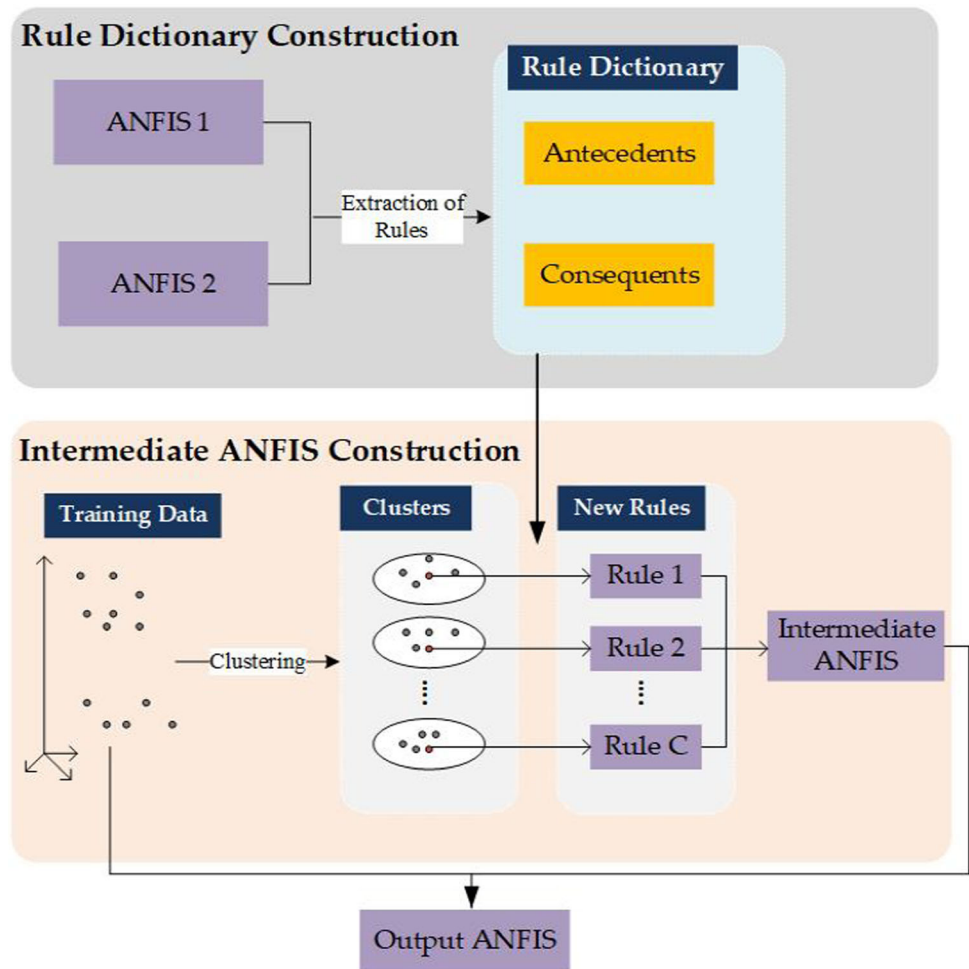 Rule Dictionary Construction
Rule Dictionary
ANFIS 1
Antecedents
Extraction of
Rules
ANFIS 2
Consequents
Intermediate ANFIS Construction
Training Data
Clusters
New Rules
Rule 1
Clustering
Rule 2
Intermediate
ANFIS
Rule C
Output ANFIS